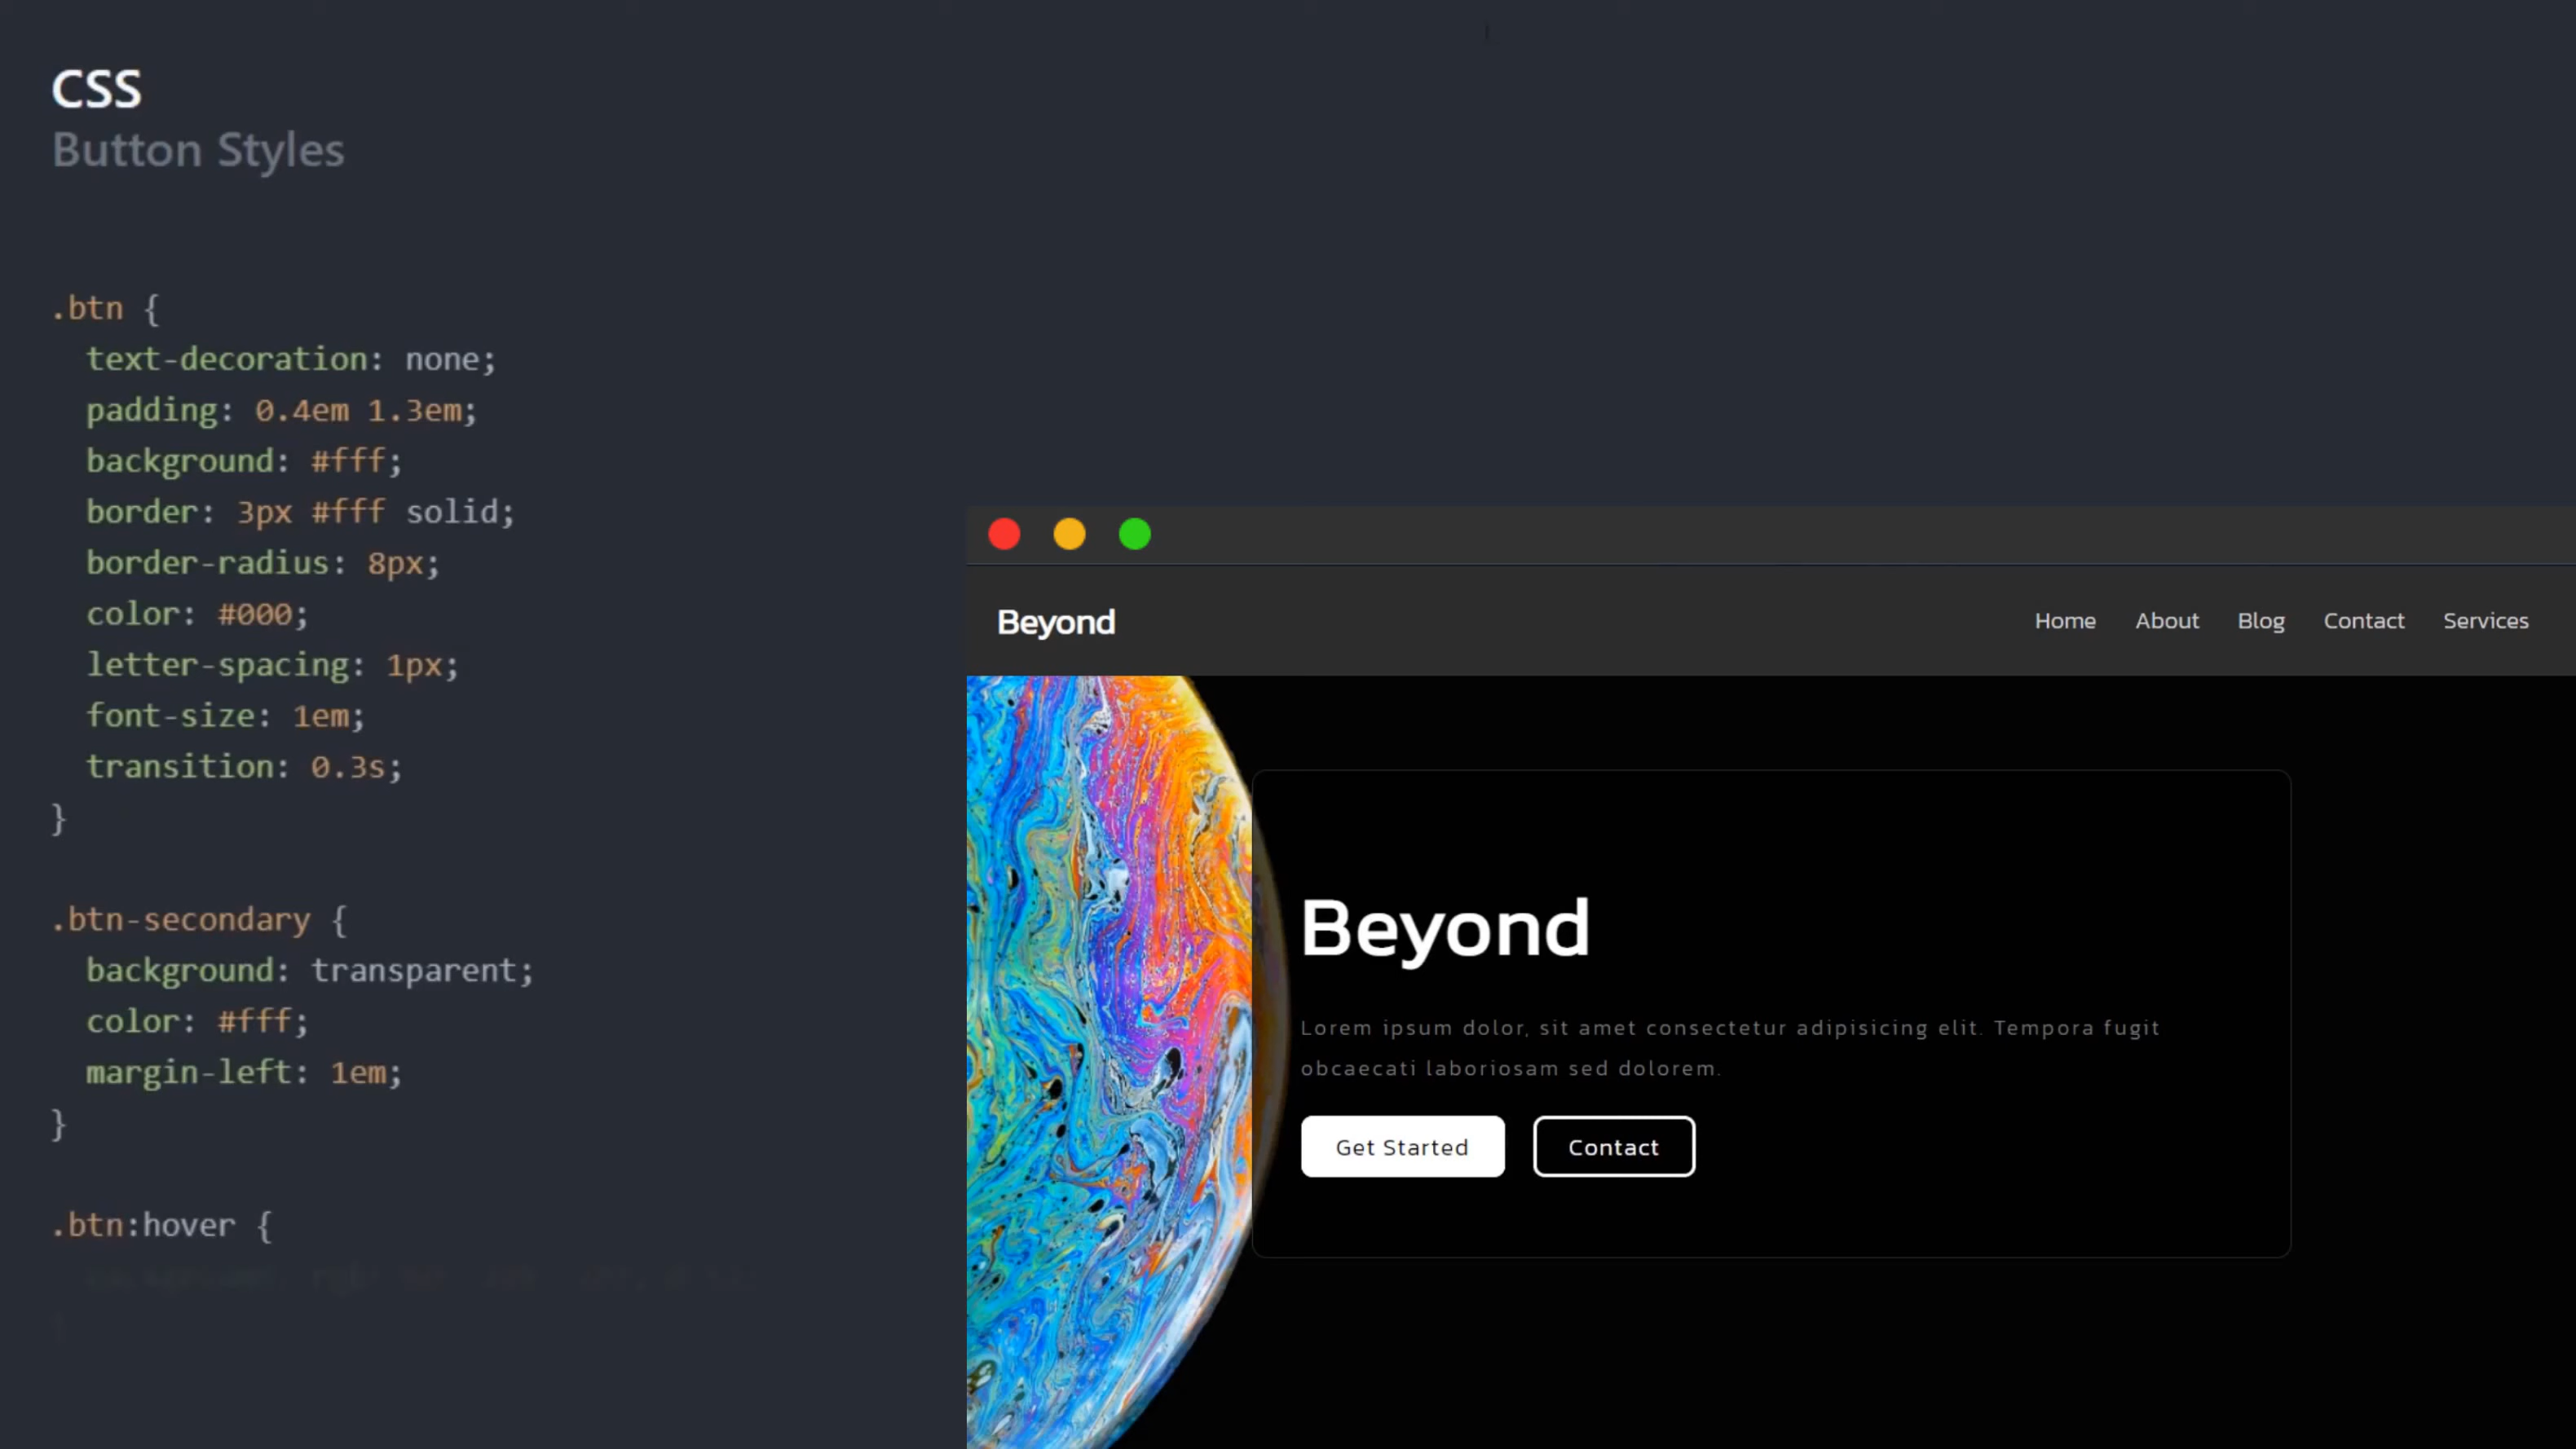 CSS
Button Styles
.btn {
text-decoration: none;
padding: 0.4em 1.3em;
background: #fff;
border: 3px #fff solid;
border-radius: 8px;
color: #000;
letter-spacing: 1px;
font-size: 1em;
transition: 0.3s;
}
.btn-secondary {
background: transparent;
color: #fff;
margin-left: 1em;
}
.btn:hover {
Beyond
Home About Blog Contact Services
Beyond
Lorem ipsum dolor, sit amet consectetur adipisicing elit. Tempora fugit
obcaecati laboriosam sed dolorem.
Get Started Contact